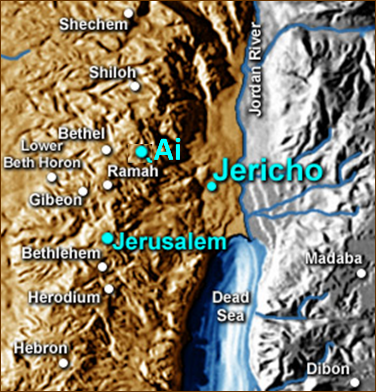 Shechem
Jordan River
Shiloh
Bethel
Ai
Lower
Beth Horon
Ramah
Jericho
Gibeon
Jerusalem
Bethlehem
Madaba
Herodium
Dead
Sea
Hebron
Dibon